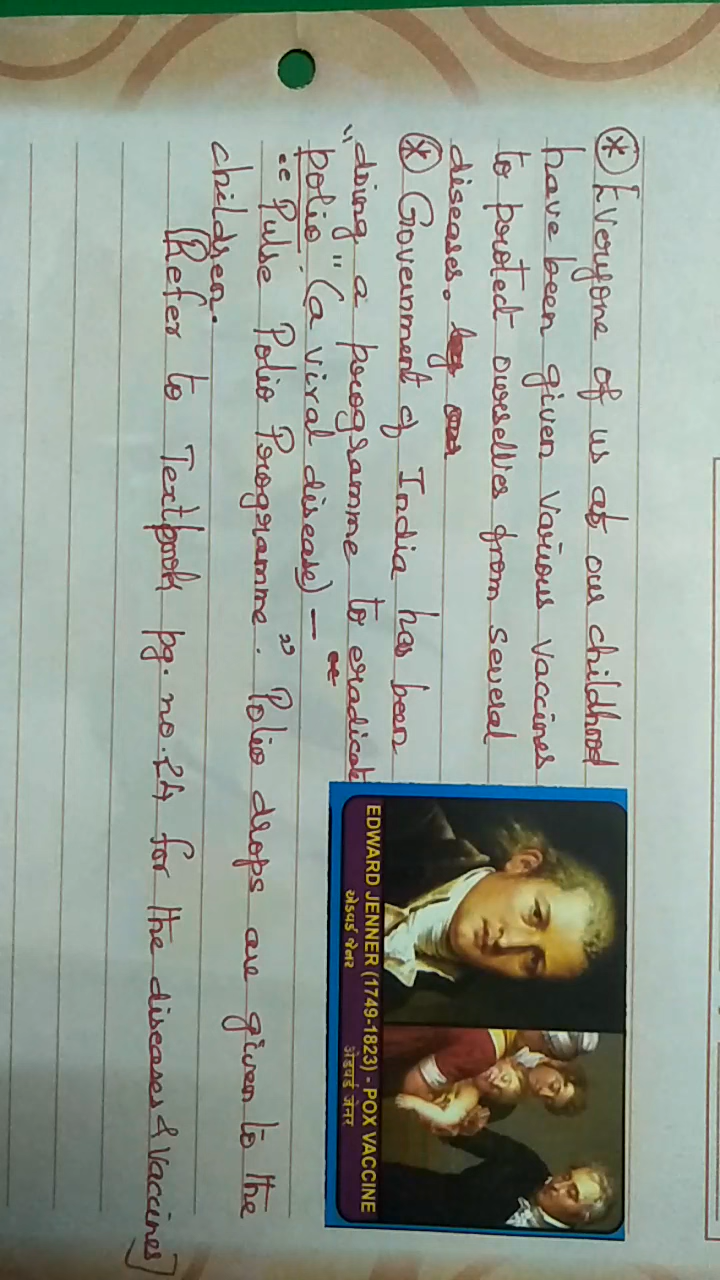 * Everyone of us at our childhood
have been given various vaccines
to protect ourselves from several
diseases.
* Government of India has been
"doing a programme to eradicate
polio" (a viral disease) –
"Pulse Polio Programme." Polio drops are given to the
children.
(Refer to Textbook pg. no. 24 for the diseases & vaccines]
EDWARD JENNER (1749-1823) - POX VACCINE
એડવર્ડ જેનર एडवर्ड जेनर